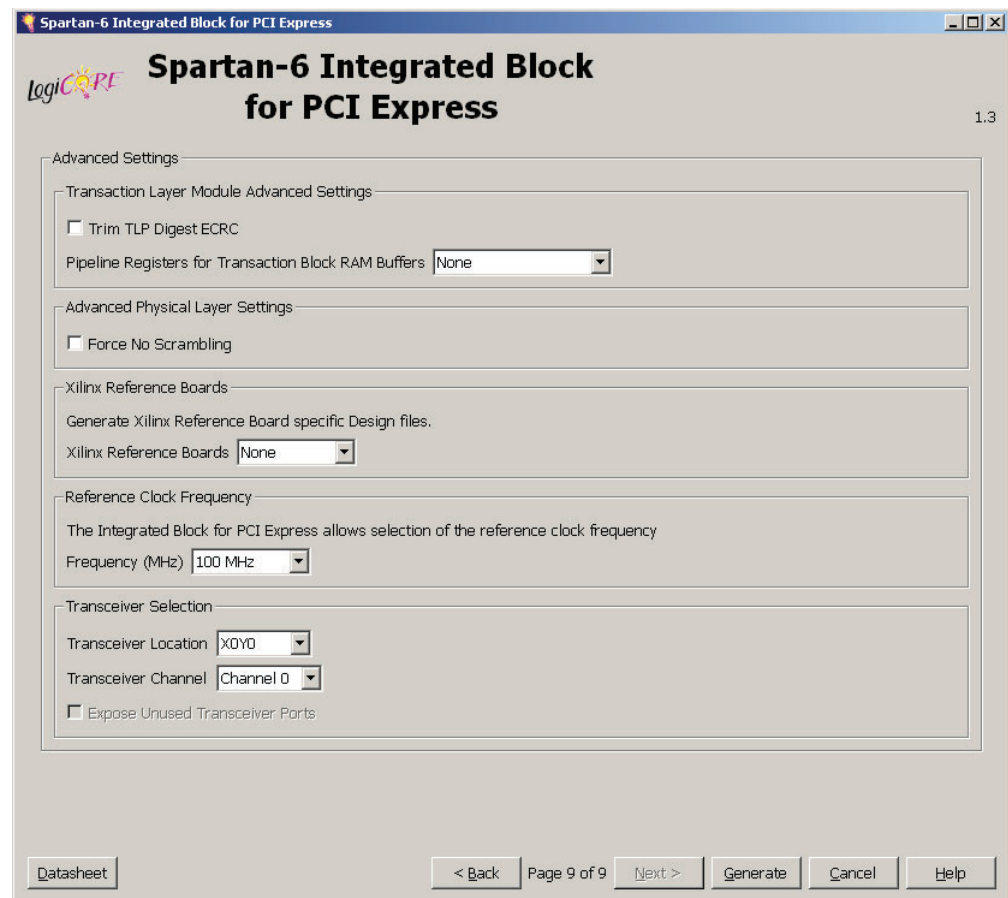 Spartan-6 Integrated Block for PCI Express
LogiCORE
Spartan-6 Integrated Block
for PCI Express
1.3
Advanced Settings
Transaction Layer Module Advanced Settings
Trim TLP Digest ECRC
Pipeline Registers for Transaction Block RAM Buffers None
Advanced Physical Layer Settings
Force No Scrambling
Xilinx Reference Boards
Generate Xilinx Reference Board specific Design files.
Xilinx Reference Boards None
Reference Clock Frequency
The Integrated Block for PCI Express allows selection of the reference clock frequency
Frequency (MHz) 100 MHz
Transceiver Selection
Transceiver Location X0Y0
Transceiver Channel Channel 0
Expose Unused Transceiver Ports
Datasheet < Back Page 9 of 9 Next > Generate Cancel Help